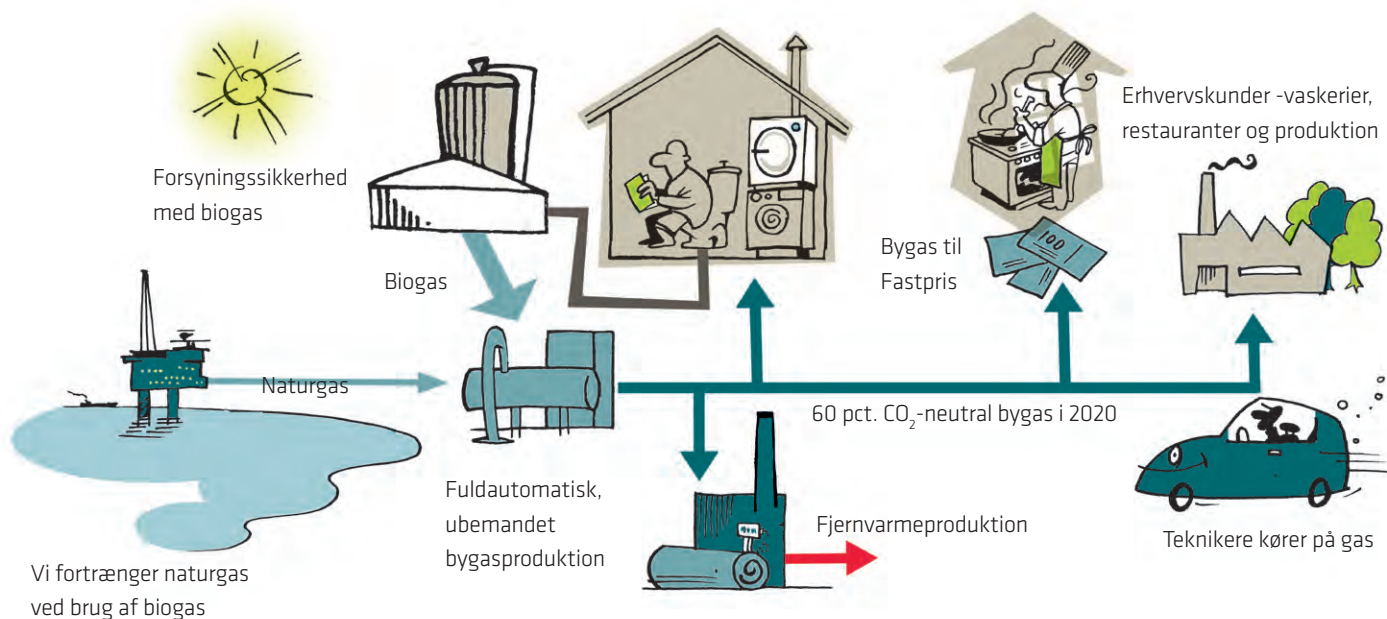 Forsyningssikkerhed
med biogas
Erhvervskunder -vaskerier,
restauranter og produktion
Biogas
Bygas til
Fastpris
100
Naturgas
60 pct. CO₂-neutral bygas i 2020
Fuldautomatisk,
ubemandet
bygasproduktion
Fjernvarmeproduktion
Teknikere kører på gas
Vi fortrænger naturgas
ved brug af biogas